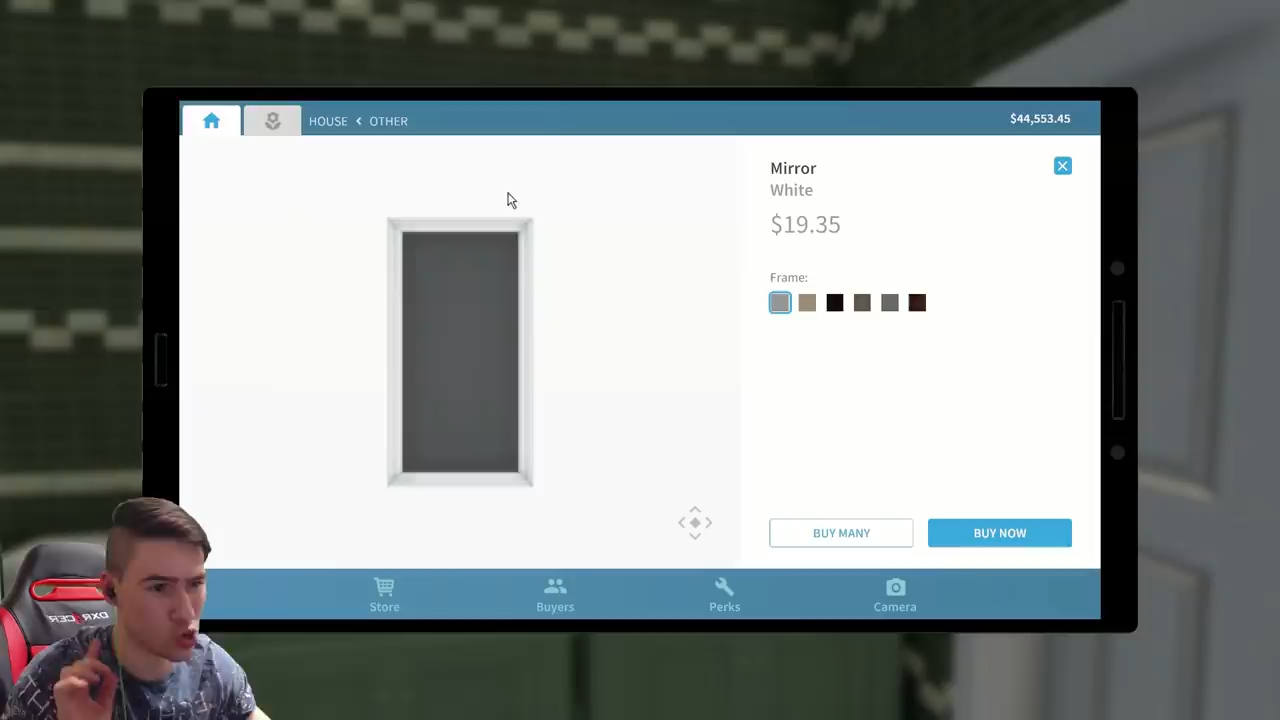 HOUSE < OTHER
$44,553.45
Mirror
White
$19.35
Frame:
BUY MANY
BUY NOW
Store
Buyers
Perks
Camera